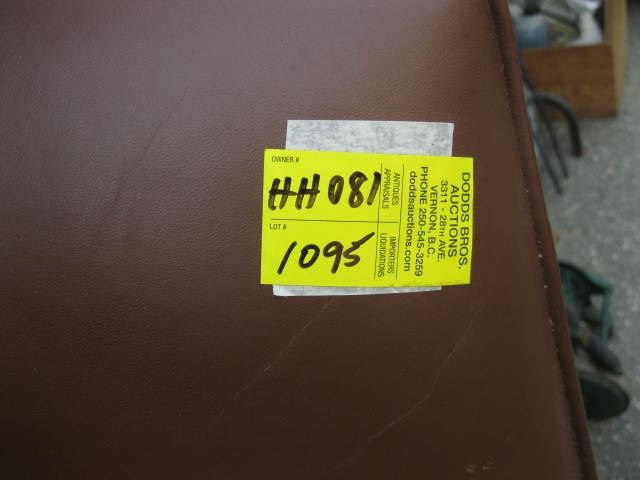 OWNER #
HH081
LOT #
1095
ANTIQUES
APPRAISALS
IMPORTERS
LIQUIDATIONS
DODDS BROS.
AUCTIONS
3311 - 28TH AVE.
VERNON, B.C.
PHONE 250-545-3259
doddsauctions.com